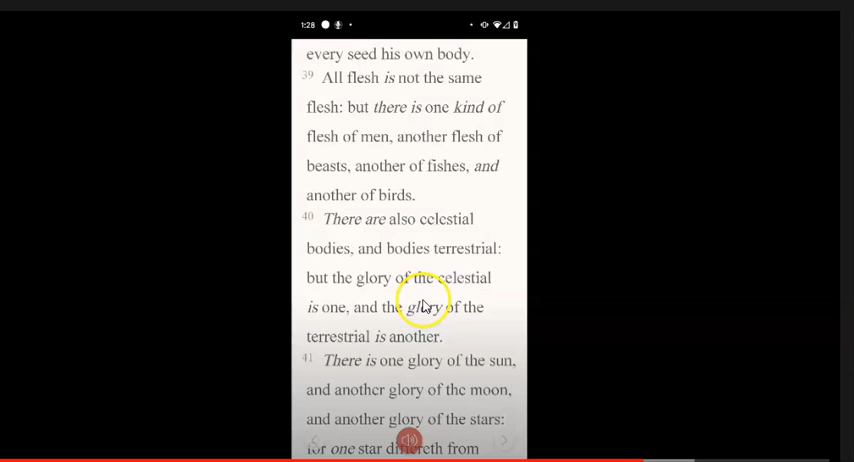 1:28
every seed his own body.
39 All flesh is not the same
flesh: but there is one kind of
flesh of men, another flesh of
beasts, another of fishes, and
another of birds.
40 There are also celestial
bodies, and bodies terrestrial:
but the glory of the celestial
is one, and the glory of the
terrestrial is another.
41 There is one glory of the sun,
and another glory of the moon,
and another glory of the stars:
for one star differeth from